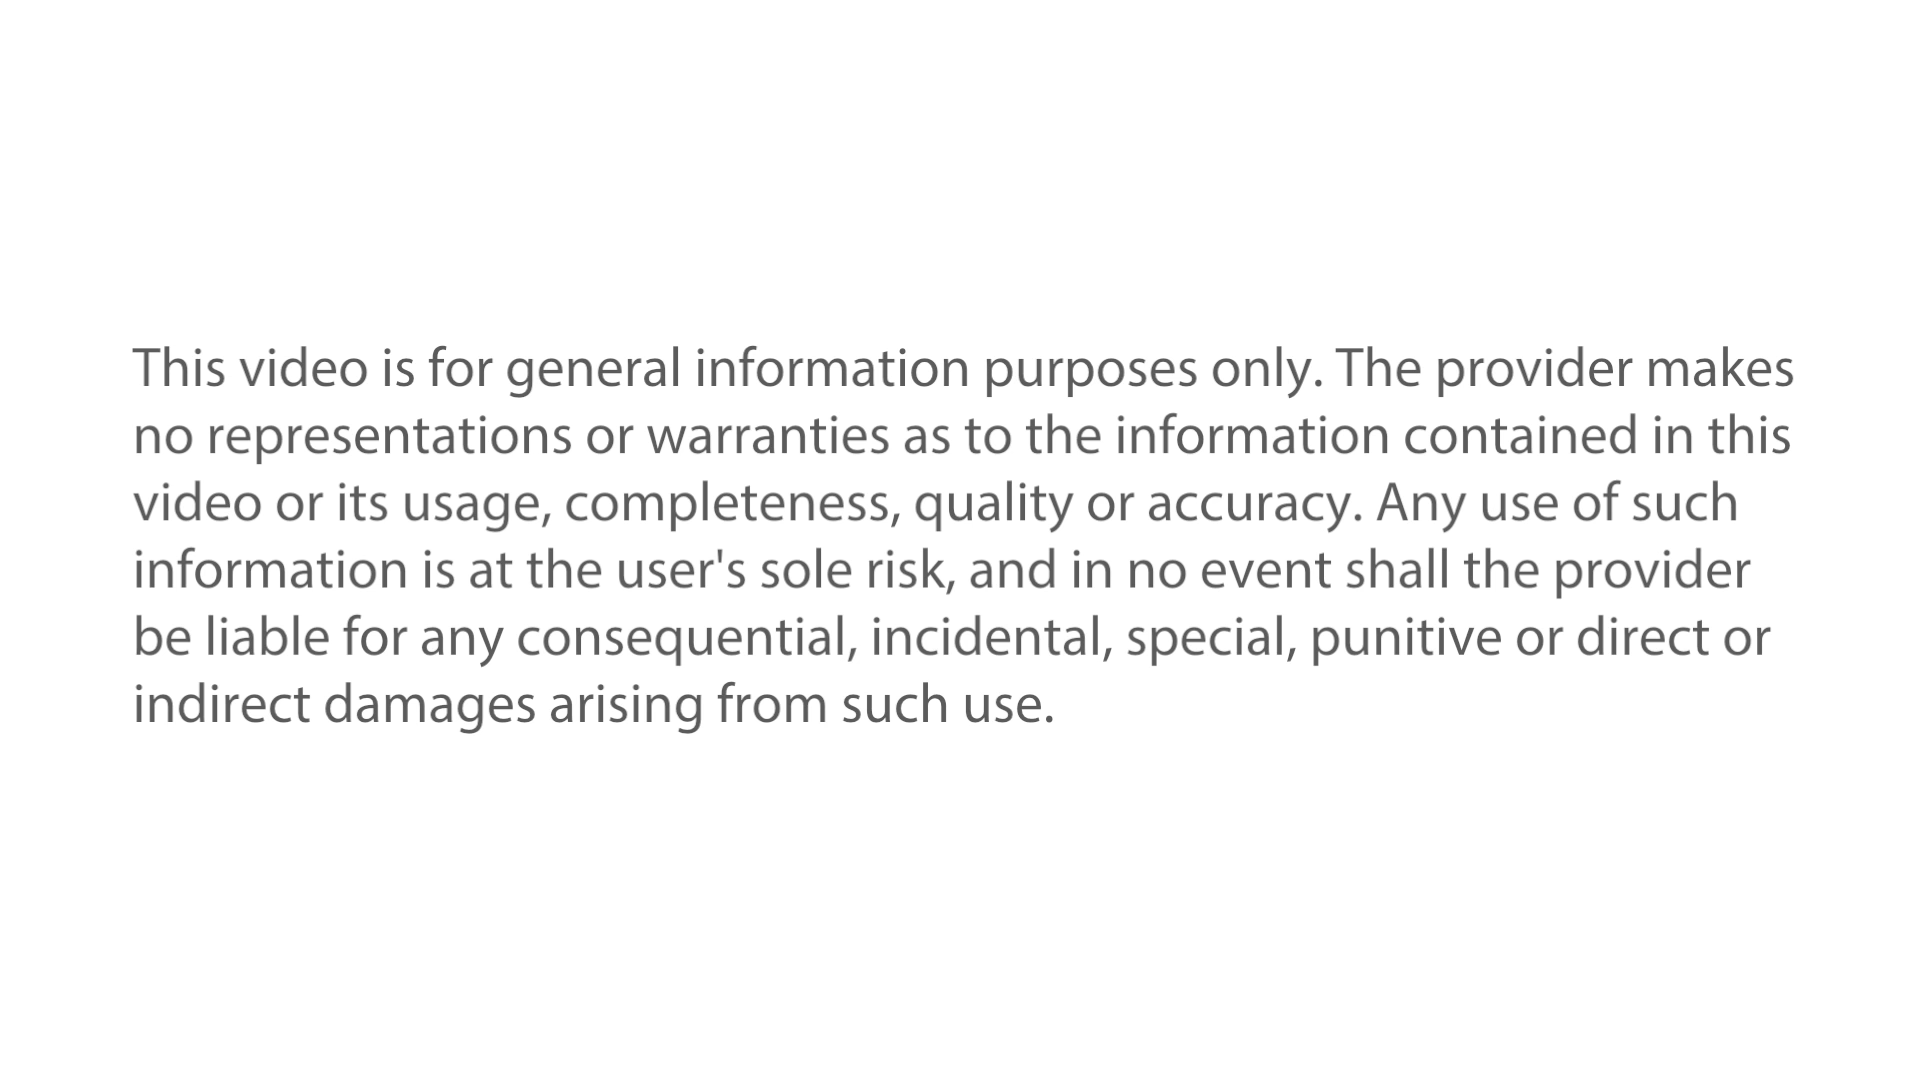 This video is for general information purposes only. The provider makes
no representations or warranties as to the information contained in this
video or its usage, completeness, quality or accuracy. Any use of such
information is at the user's sole risk, and in no event shall the provider
be liable for any consequential, incidental, special, punitive or direct or
indirect damages arising from such use.